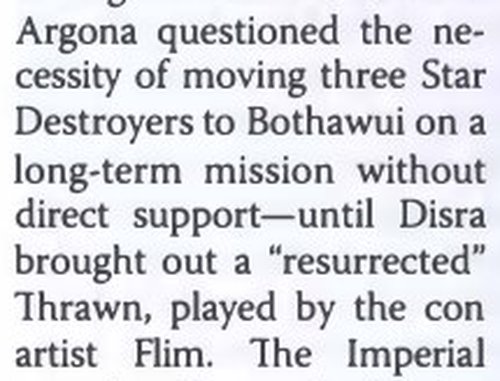 Argona questioned the ne-
cessity of moving three Star
Destroyers to Bothawui on a
long-term mission without
direct support—until Disra
brought out a “resurrected”
Thrawn, played by the con
artist Flim. The Imperial